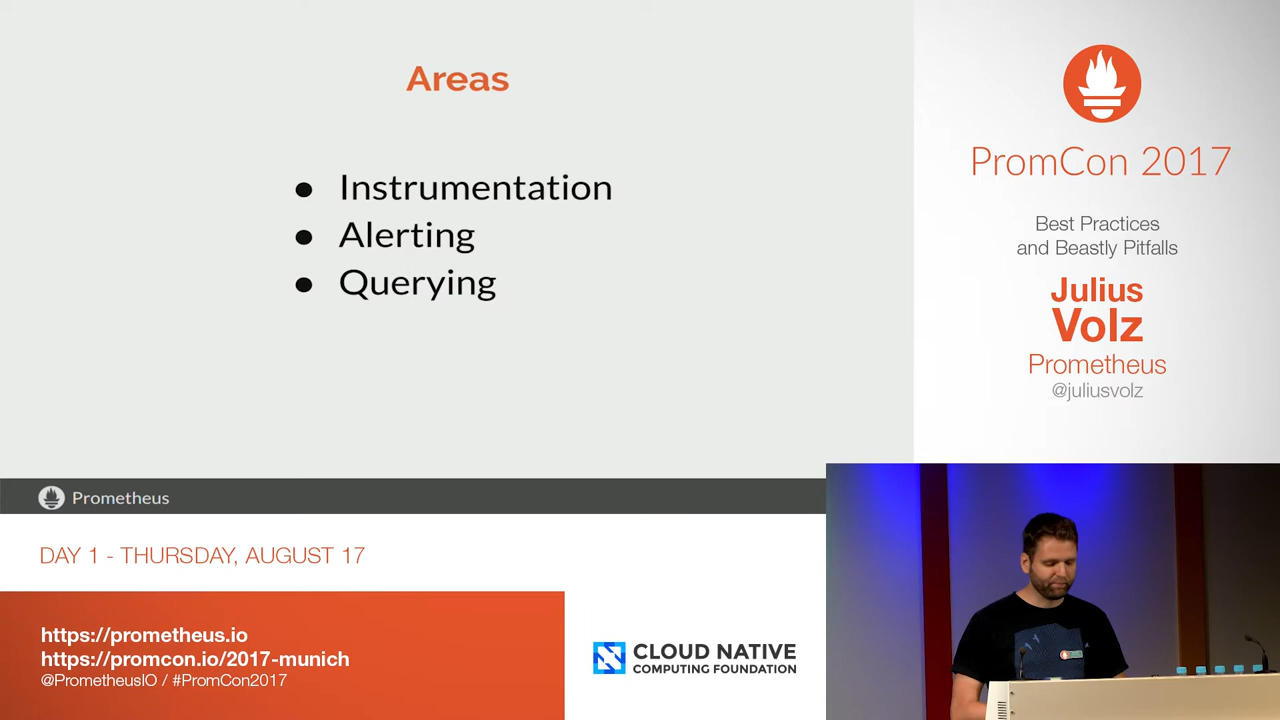 Areas
● Instrumentation
● Alerting
● Querying
Prometheus
PromCon 2017
Best Practices
and Beastly Pitfalls
Julius
Volz
Prometheus
@juliusvolz
DAY 1 - THURSDAY, AUGUST 17
https://prometheus.io
https://promcon.io/2017-munich
@PrometheusIO / #PromCon2017
CLOUD NATIVE
COMPUTING FOUNDATION